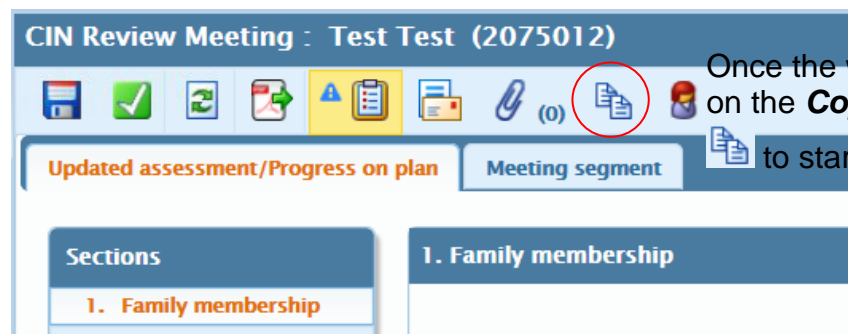 CIN Review Meeting : Test Test (2075012)
Once the
(0)
on the
to
Updated assessment/Progress on plan
Meeting segment
Sections
1. Family membership
1. Family membership